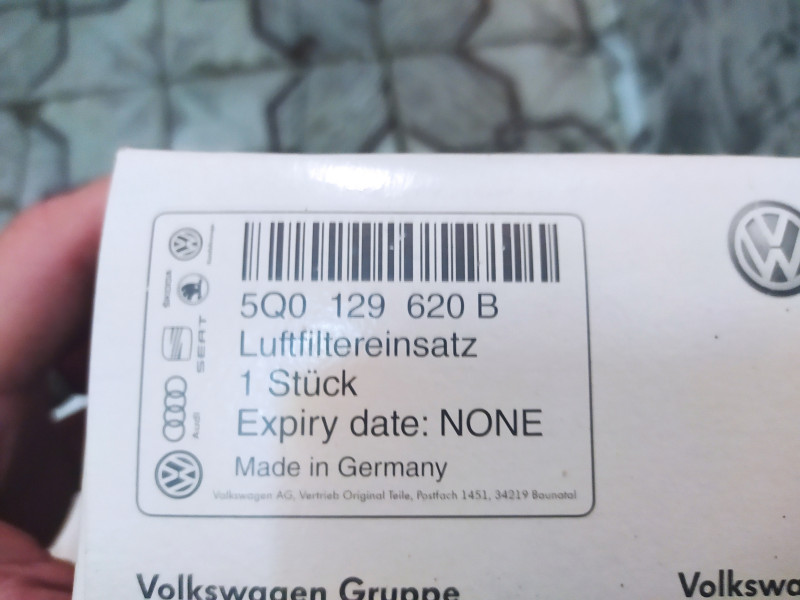 5Q0 129 620 B
Luftfiltereinsatz
1 Stück
Expiry date: NONE
Made in Germany
Volkswagen AG, Vertrieb Original Teile, Postfach 1451, 34219 Baunatal
SEAT
Audi
Volkswagen Gruppe